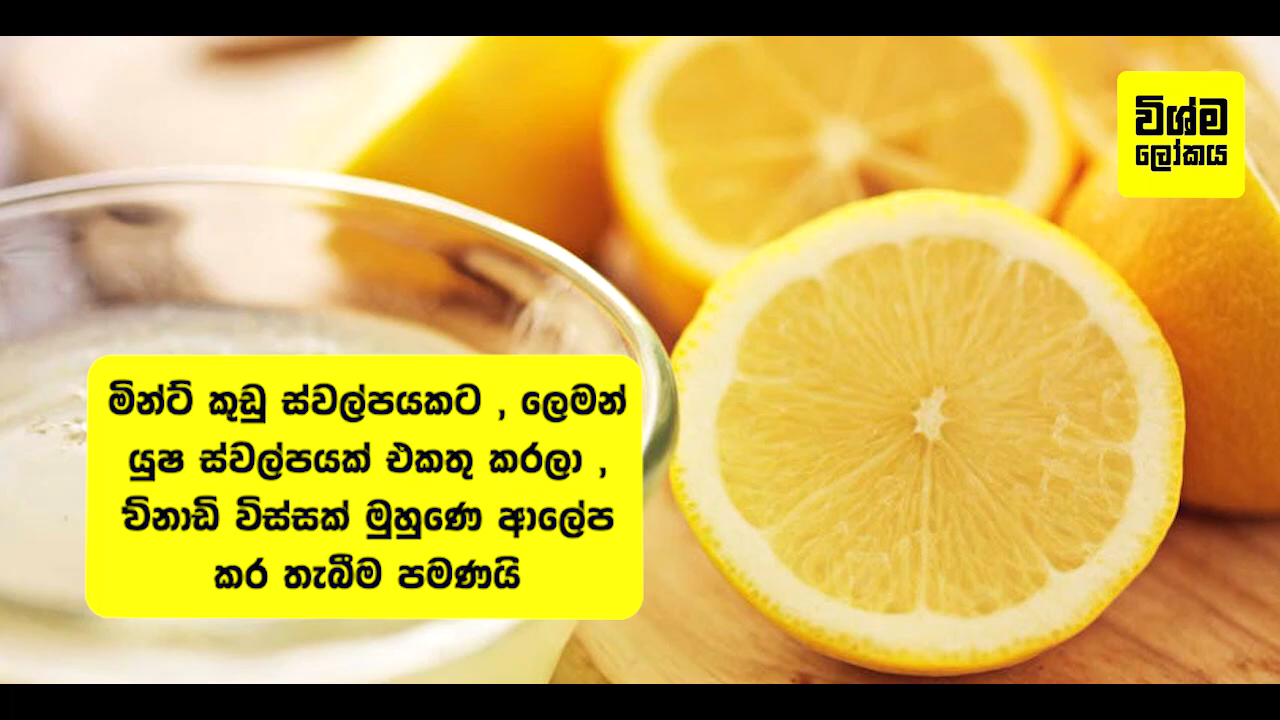 විශ්ම
ලෝකය
මින්ට් කුඩු ස්වල්පයකට , ලෙමන්
යුෂ ස්වල්පයක් එකතු කරලා ,
විනාඩි විස්සක් මුහුණෙ ආලේප
කර තැබීම පමණයි